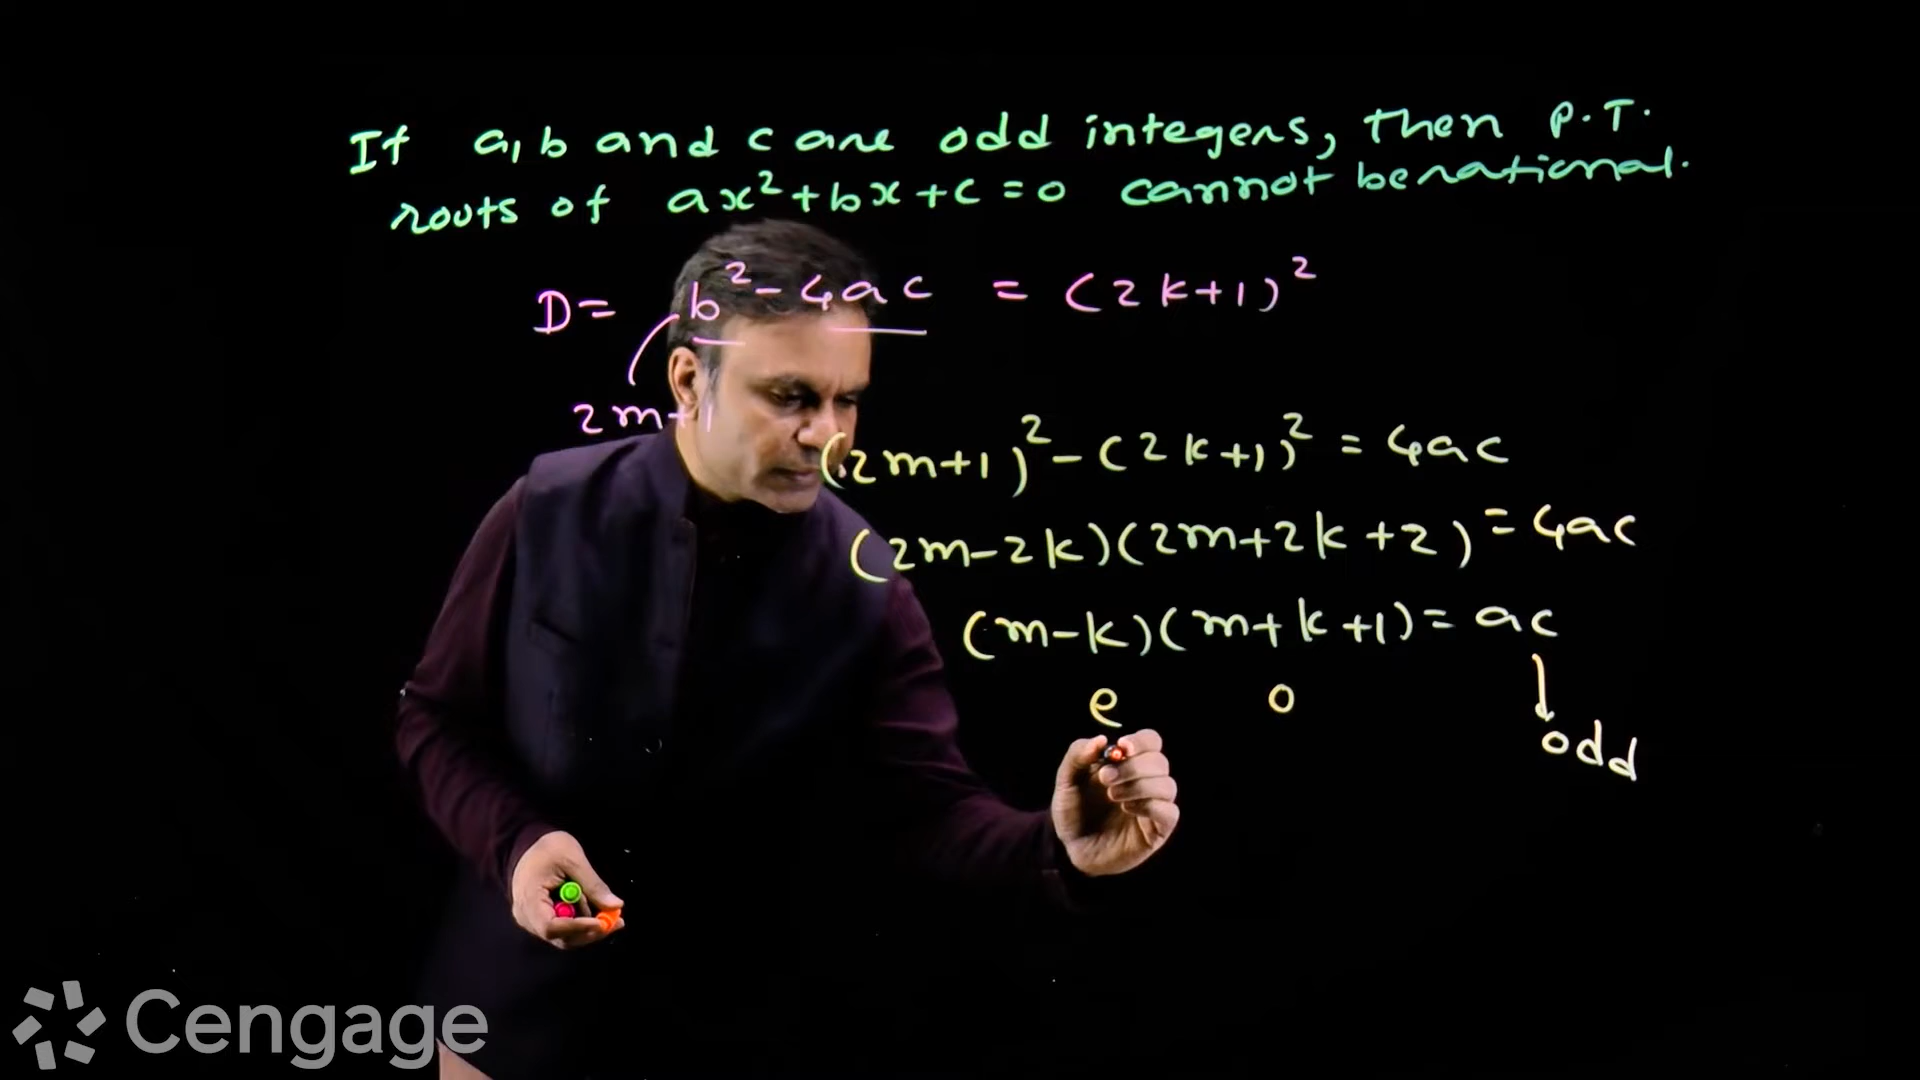 If a, b and c are odd integers, then P.T.
roots of ax²+bx+c=0 cannot be rational.
D = b²-4ac = (2k+1)²
2m+1
(2m+1)²-(2k+1)² = 4ac
(2m-2k)(2m+2k+2) = 4ac
(m-k)(m+k+1) = ac
e o
odd
Cengage